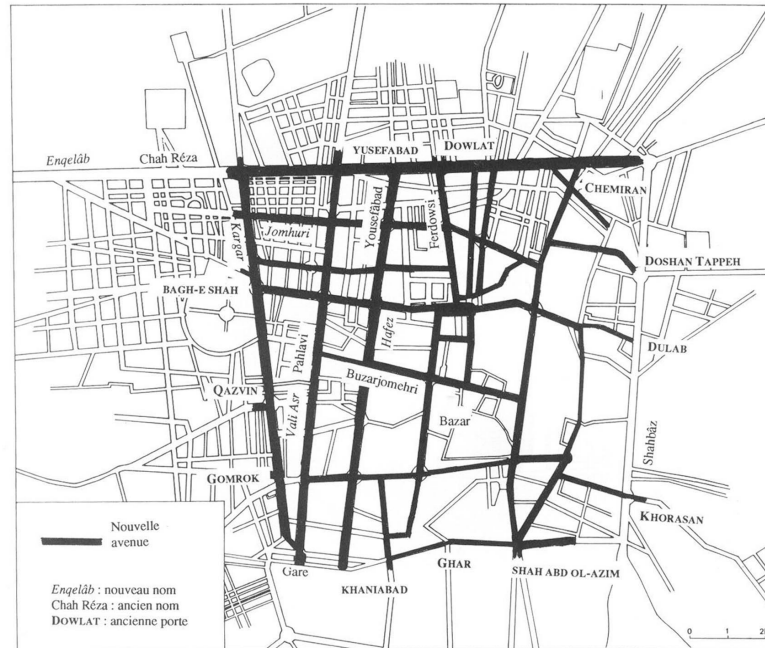 YUSEFABAD
DOWLAT
Enqelâb
Chah Réza
CHEMIRAN
Kargar
Jomhuri
Yousefâbad
Ferdowsi
DOSHAN TAPPEH
BAGH-E SHAH
Hafez
DULAB
Pahlavi
Buzarjomehri
QAZVIN
Vali Asr
Bazar
Shahbâz
GOMROK
KHORASAN
Nouvelle
avenue
Gare
GHAR
SHAH ABD OL-AZIM
KHANIABAD
Enqelâb : nouveau nom
Chah Réza : ancien nom
DOWLAT : ancienne porte
0 1